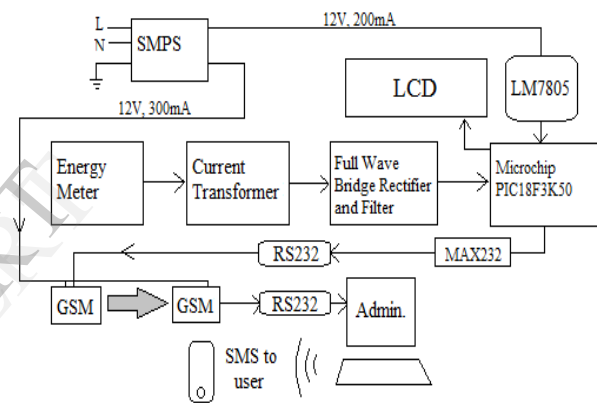 L
N
SMPS
12V, 200mA
12V, 300mA
LCD
LM7805
Energy
Meter
Current
Transformer
Full Wave
Bridge Rectifier
and Filter
Microchip
PIC18F3K50
RS232
MAX232
GSM
GSM
RS232
Admin.
SMS to
user